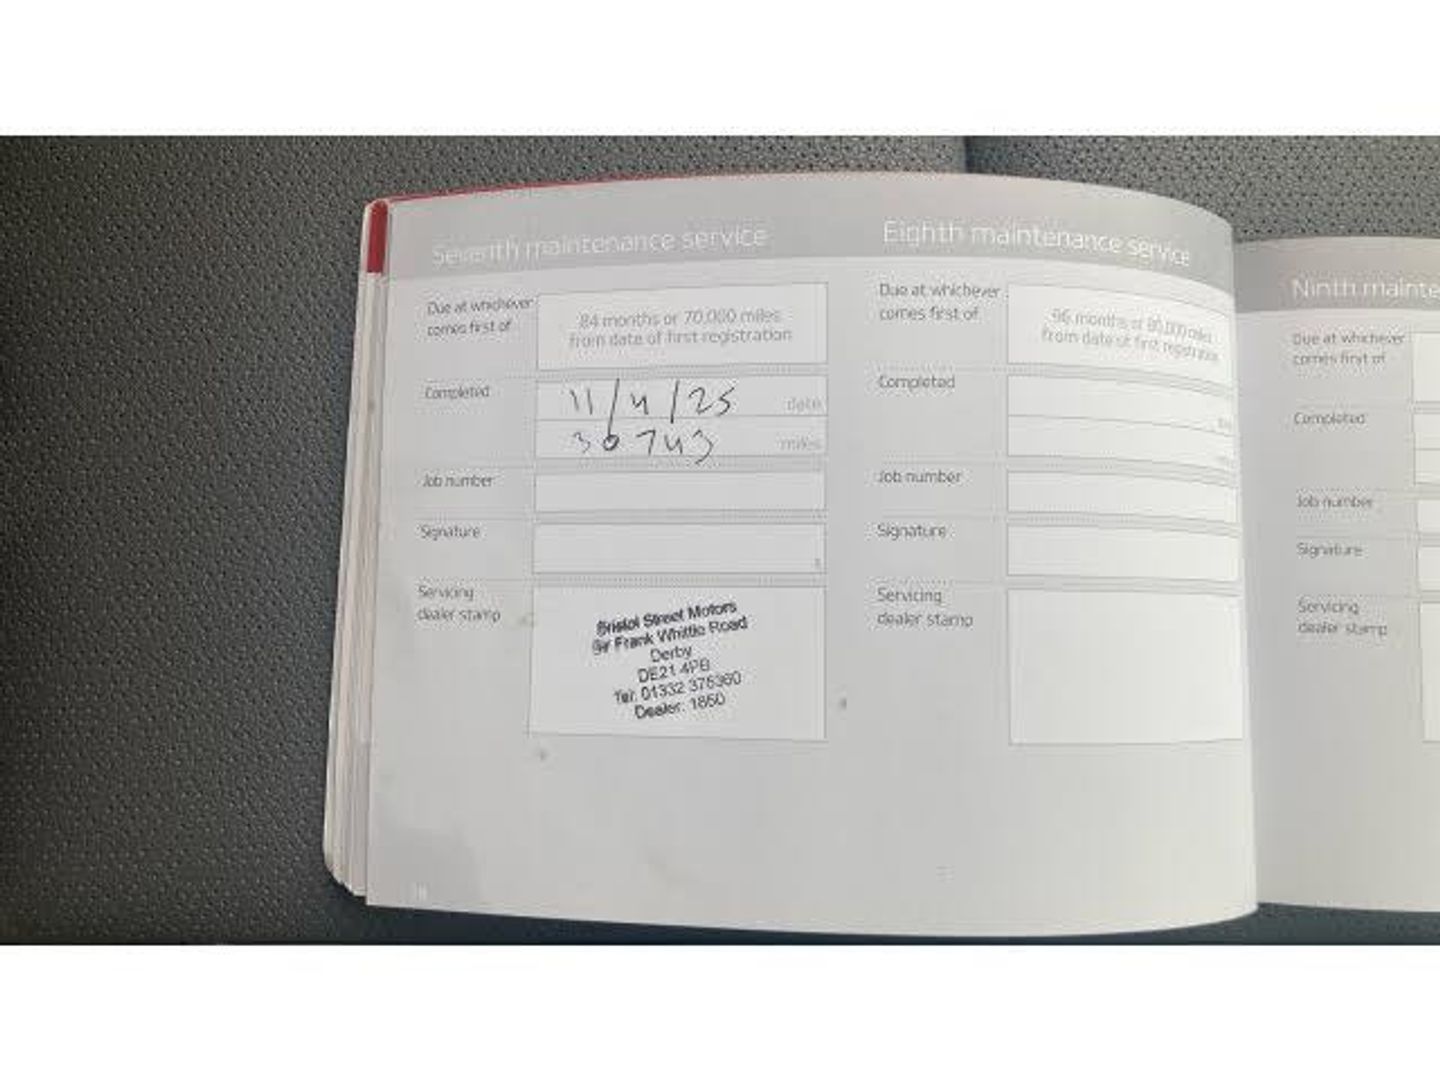 Seventh maintenance service
Due at whichever
comes first of
84 months or 70,000 miles
from date of first registration
Completed
11/4/25
date
30743
miles
Job number
Signature
Servicing
dealer stamp
Bristol Street Motors
Sir Frank Whittle Road
Derby
DE21 4PB
Tel: 01332 375360
Dealer: 1850
Eighth maintenance service
Due at whichever
comes first of
96 months or 80,000 miles
from date of first registration
Completed
Job number
Signature
Servicing
dealer stamp
Ninth mainte
Due at whichever
comes first of
Completed
Job number
Signature
Servicing
dealer stamp